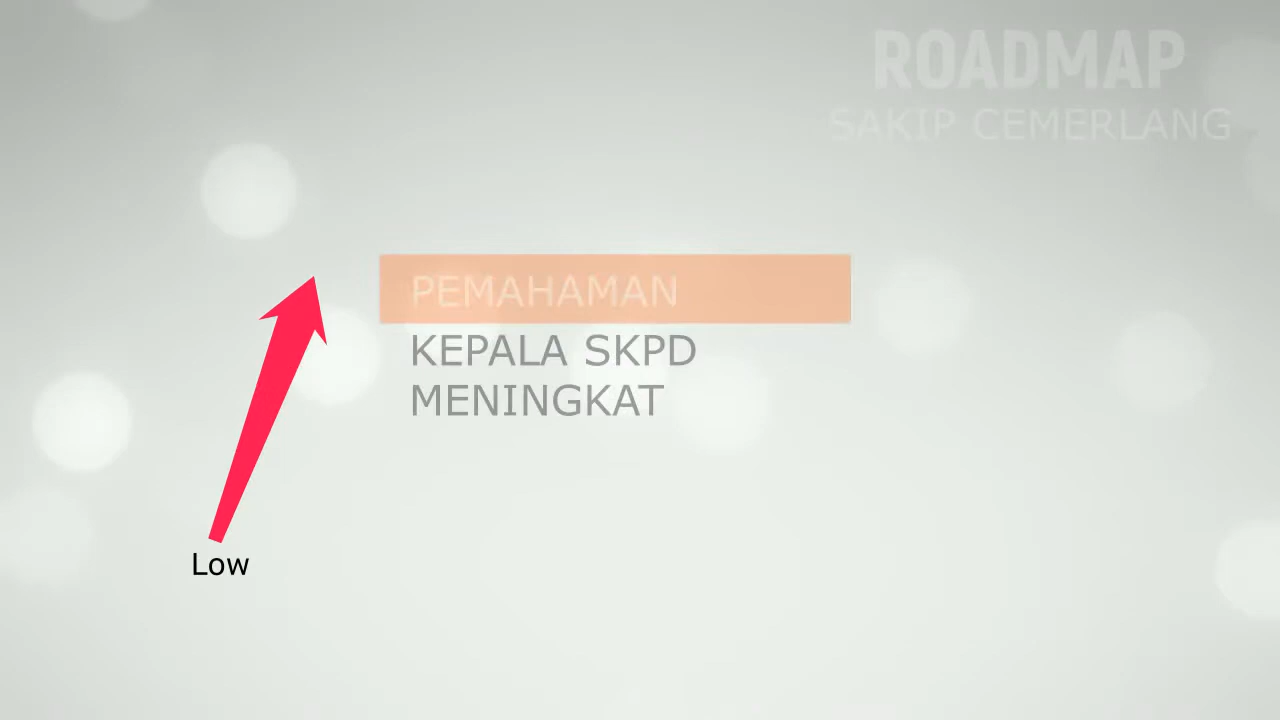 ROADMAP
SAKIP CEMERLANG
PEMAHAMAN
KEPALA SKPD
MENINGKAT
Low